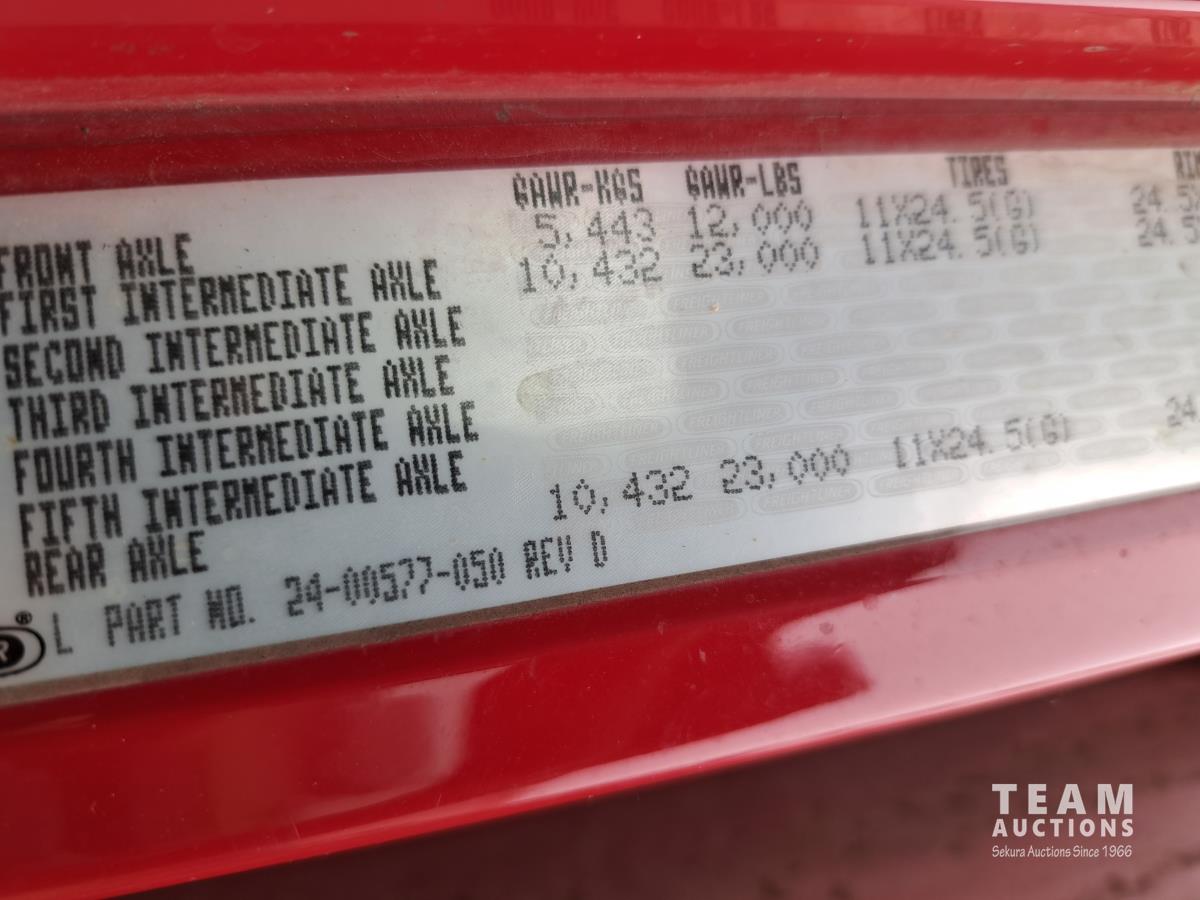 GAWR-KGS GAWR-LBS TIRES
FRONT AXLE 5,443 12,000 11X24.5(G) 24.5
FIRST INTERMEDIATE AXLE 10,432 23,000 11X24.5(G) 24.5
SECOND INTERMEDIATE AXLE
THIRD INTERMEDIATE AXLE
FOURTH INTERMEDIATE AXLE
FIFTH INTERMEDIATE AXLE
REAR AXLE 10,432 23,000 11X24.5(G) 24
L PART NO. 24-00577-050 REV D
TEAM
AUCTIONS
Sekura Auctions Since 1966